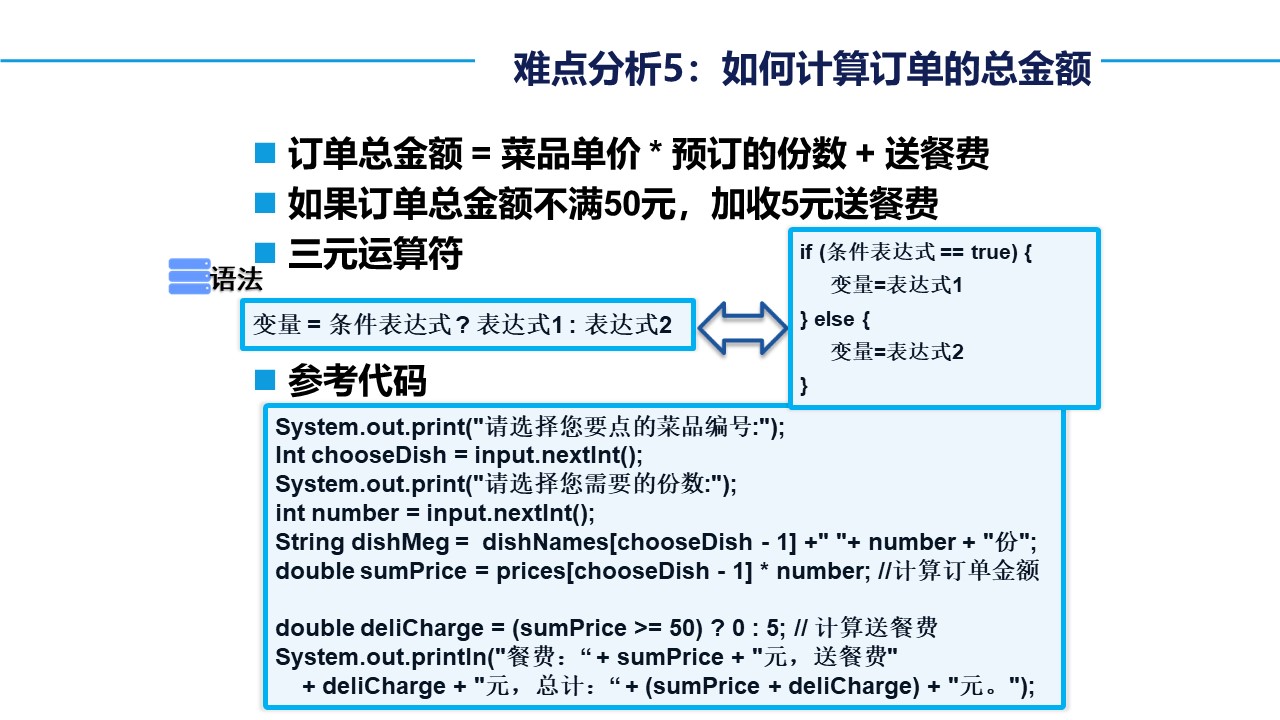 难点分析5：如何计算订单的总金额
订单总金额 = 菜品单价 * 预订的份数 + 送餐费
如果订单总金额不满50元，加收5元送餐费
三元运算符
语法
变量 = 条件表达式 ? 表达式1 : 表达式2
if (条件表达式 == true) {
变量=表达式1
} else {
变量=表达式2
}
参考代码
System.out.print("请选择您要点的菜品编号:");
Int chooseDish = input.nextInt();
System.out.print("请选择您需要的份数:");
int number = input.nextInt();
String dishMeg = dishNames[chooseDish - 1] +" "+ number + "份";
double sumPrice = prices[chooseDish - 1] * number; //计算订单金额
double deliCharge = (sumPrice >= 50) ? 0 : 5; // 计算送餐费
System.out.println("餐费：“ + sumPrice + "元，送餐费"
+ deliCharge + "元，总计：“ + (sumPrice + deliCharge) + "元。");